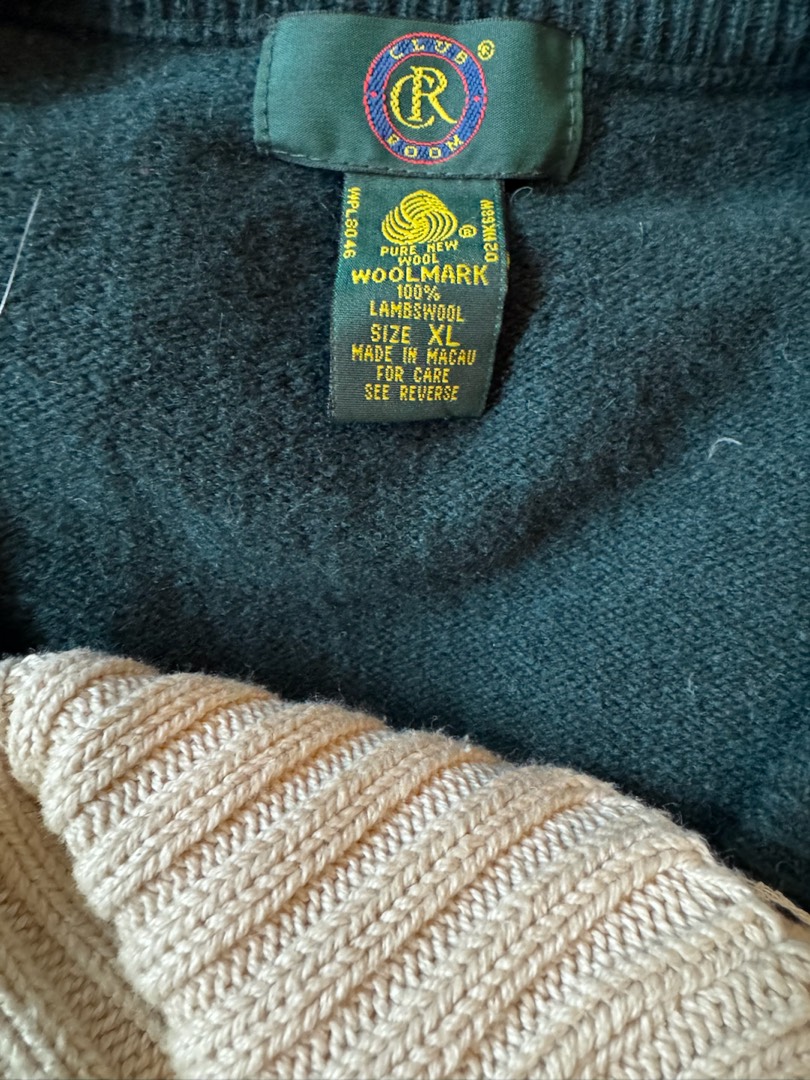 CLUB ®
CR
ROOM
WPL8046
®
PURE NEW
WOOL
WOOLMARK
100%
LAMBSWOOL
SIZE XL
MADE IN MACAU
FOR CARE
SEE REVERSE